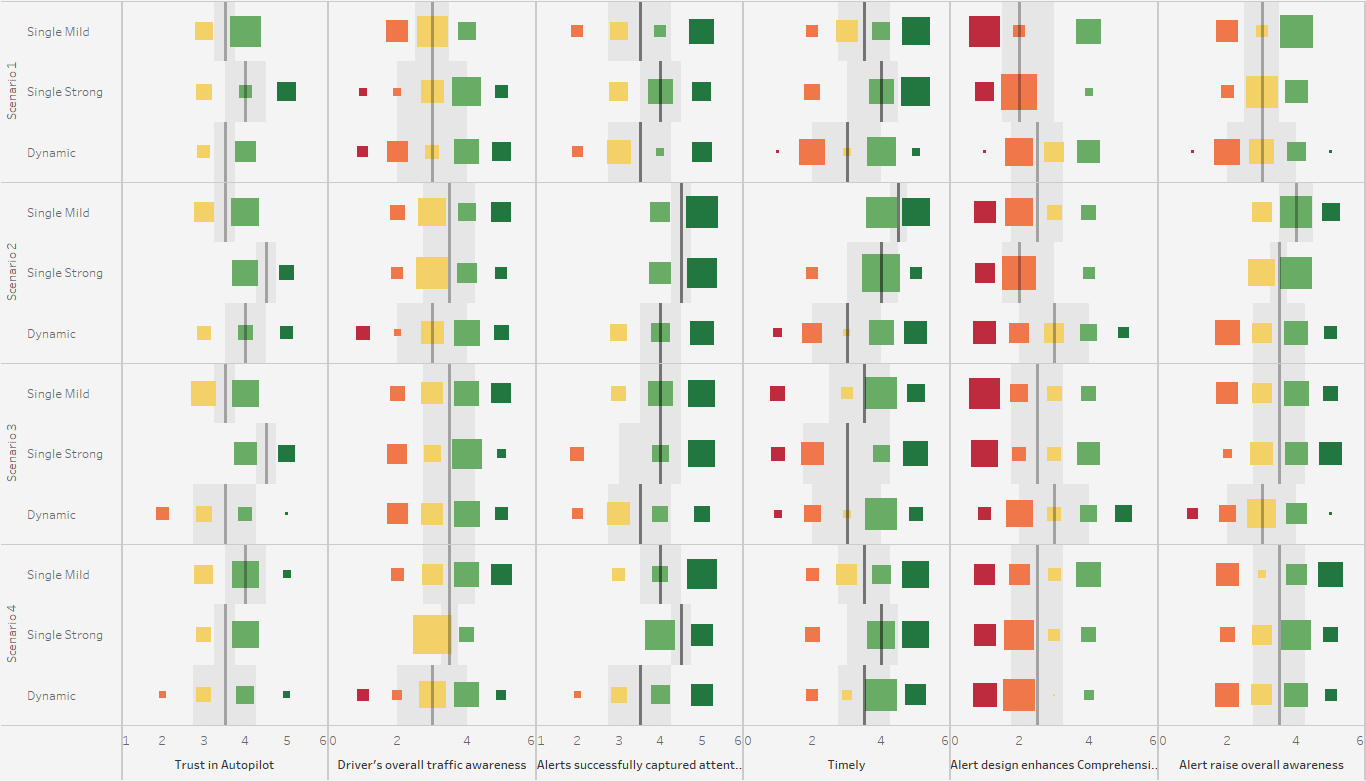 Scenario 1
Single Mild
Single Strong
Dynamic
Scenario 2
Single Mild
Single Strong
Dynamic
Scenario 3
Single Mild
Single Strong
Dynamic
Scenario 4
Single Mild
Single Strong
Dynamic
1 2 3 4 5 6 0 2 4 6 1 2 3 4 5 6 0 2 4 6 0 2 4 6 0 2 4 6
Trust in Autopilot Driver's overall traffic awareness Alerts successfully captured attent.. Timely Alert design enhances Comprehensi.. Alert raise overall awareness